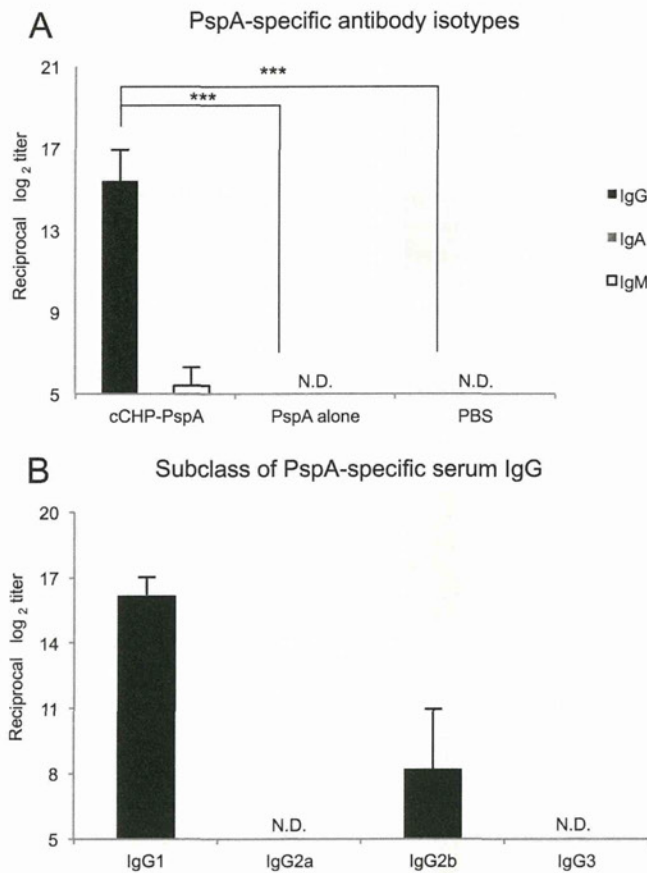 A
PspA-specific antibody isotypes
Reciprocal log 2 titer
21
17
13
9
5
***
***
N.D.
N.D.
cCHP-PspA
PspA alone
PBS
IgG
IgA
IgM
B
Subclass of PspA-specific serum IgG
Reciprocal log 2 titer
20
17
14
11
8
5
N.D.
N.D.
IgG1
IgG2a
IgG2b
IgG3